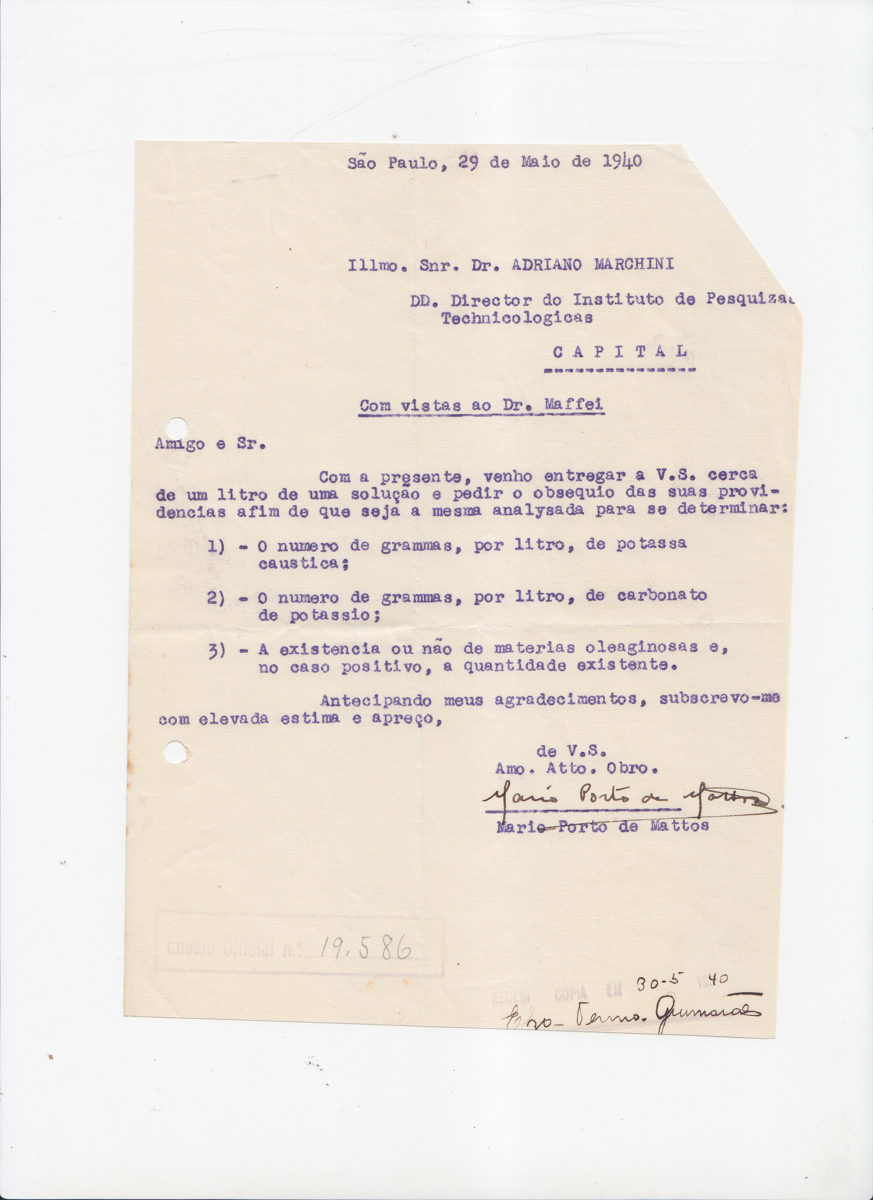 São Paulo, 29 de Maio de 1940
Illmo. Snr. Dr. ADRIANO MARCHINI
DD. Director do Instituto de Pesquizas
Technicologicas
C A P I T A L
Com vistas ao Dr. Maffei
Amigo e Sr.
Com a presente, venho entregar a V.S. cerca
de um litro de uma solução e pedir o obsequio das suas provi-
dencias afim de que seja a mesma analysada para se determinar:
1) - O numero de grammas, por litro, de potassa
caustica;
2) - O numero de grammas, por litro, de carbonato
de potassio;
3) - A existencia ou não de materias oleaginosas e,
no caso positivo, a quantidade existente.
Antecipando meus agradecimentos, subscrevo-me
com elevada estima e apreço,
de V.S.
Amo. Atto. Obro.
Mario Porto de Mattos
Mario Porto de Mattos
Ensaio Official n.º 19.586
RECEBI COPIA EM 30-5 1940
Guimarães